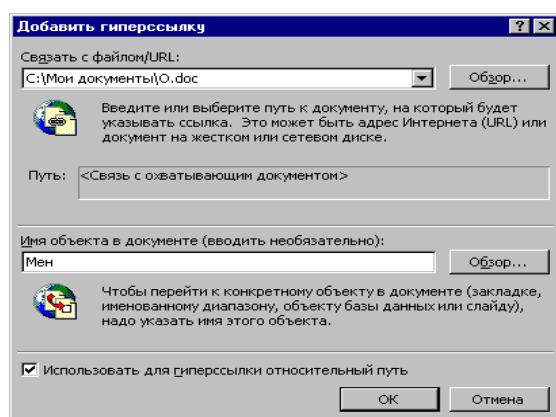 Добавить гиперссылку
Связать с файлом/URL:
C:\Мои документы\О.doc
Обзор...
Введите или выберите путь к документу, на который будет
указывать ссылка. Это может быть адрес Интернета (URL) или
документ на жестком или сетевом диске.
Путь: <Связь с охватывающим документом>
Имя объекта в документе (вводить необязательно):
Мен
Обзор...
Чтобы перейти к конкретному объекту в документе (закладке,
именованному диапазону, объекту базы данных или слайду),
надо указать имя этого объекта.
Использовать для гиперссылки относительный путь
ОК
Отмена